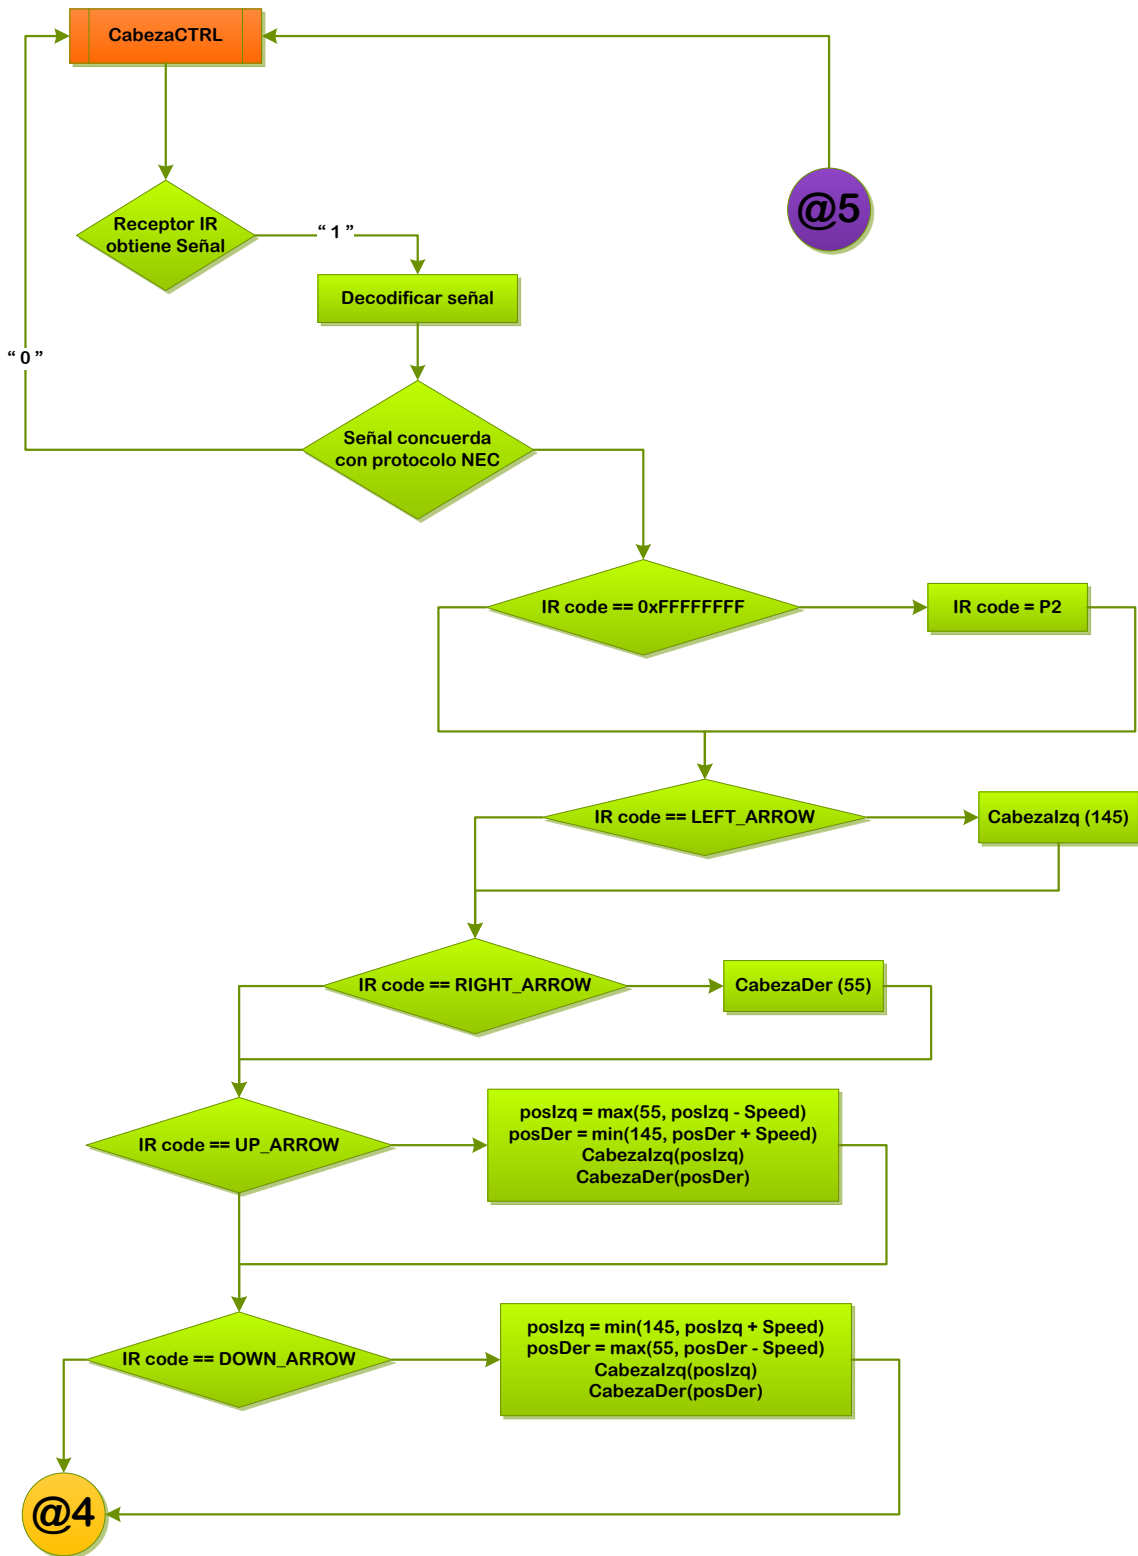 CabezaCTRL
@5
Receptor IR
obtiene Señal
“ 1 ”
Decodificar señal
“ 0 ”
Señal concuerda
con protocolo NEC
IR code == 0xFFFFFFFF
IR code = P2
IR code == LEFT_ARROW
CabezaIzq (145)
IR code == RIGHT_ARROW
CabezaDer (55)
IR code == UP_ARROW
posIzq = max(55, posIzq - Speed)
posDer = min(145, posDer + Speed)
CabezaIzq(posIzq)
CabezaDer(posDer)
IR code == DOWN_ARROW
posIzq = min(145, posIzq + Speed)
posDer = max(55, posDer - Speed)
CabezaIzq(posIzq)
CabezaDer(posDer)
@4